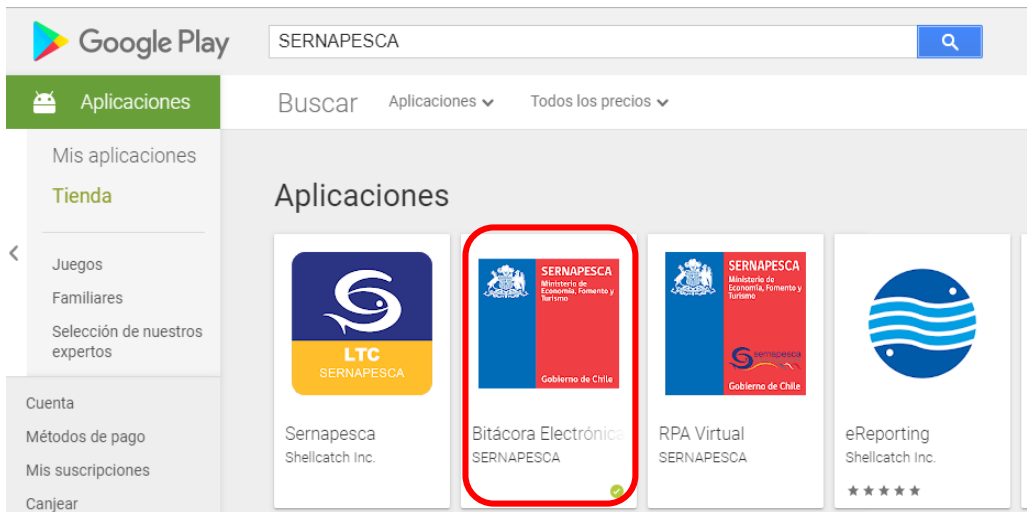 Google Play
SERNAPESCA
Aplicaciones
Buscar
Aplicaciones
Todos los precios
Mis aplicaciones
Tienda
Juegos
Familiares
Selección de nuestros
expertos
Cuenta
Métodos de pago
Mis suscripciones
Canjear
Aplicaciones
LTC
SERNAPESCA
Sernapesca
Shellcatch Inc.
SERNAPESCA
Ministerio de
Economía, Fomento y
Turismo
Gobierno de Chile
Bitácora Electrónica
SERNAPESCA
SERNAPESCA
Ministerio de
Economía, Fomento y
Turismo
sernapesca
Gobierno de Chile
RPA Virtual
SERNAPESCA
eReporting
Shellcatch Inc.